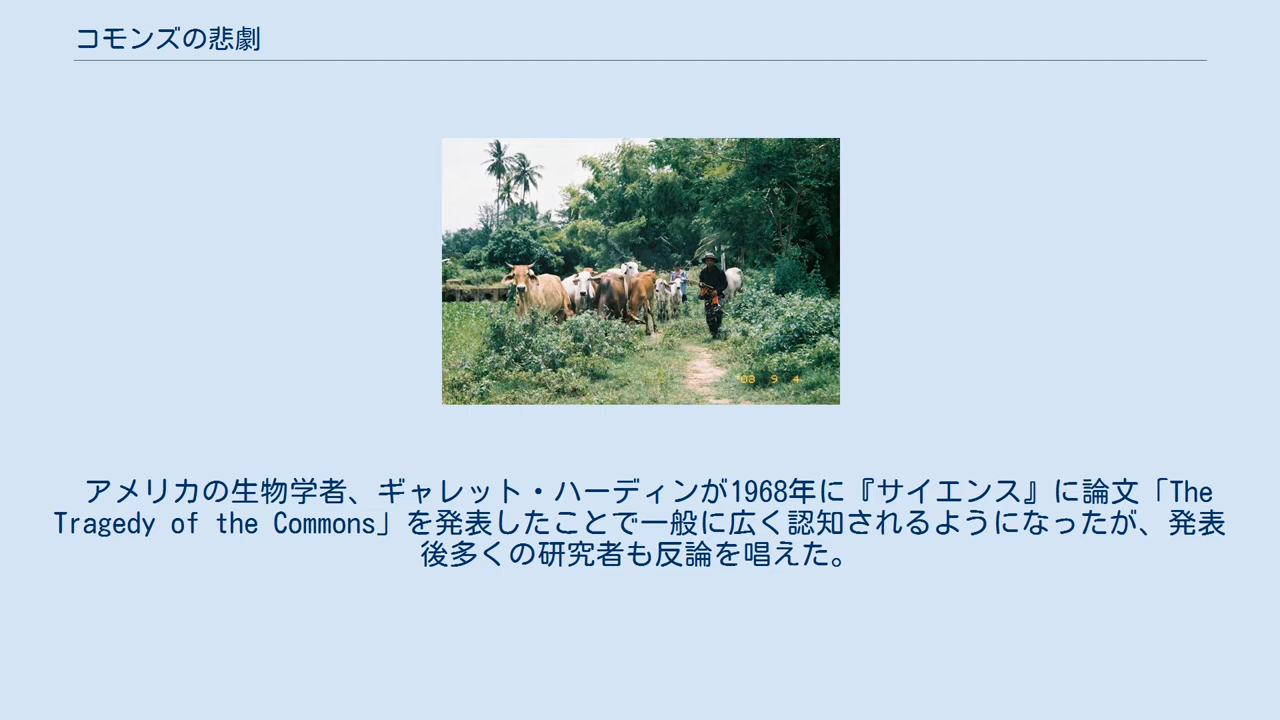 コモンズの悲劇
'03 9 4
アメリカの生物学者、ギャレット・ハーディンが1968年に『サイエンス』に論文「The
Tragedy of the Commons」を発表したことで一般に広く認知されるようになったが、発表
後多くの研究者も反論を唱えた。